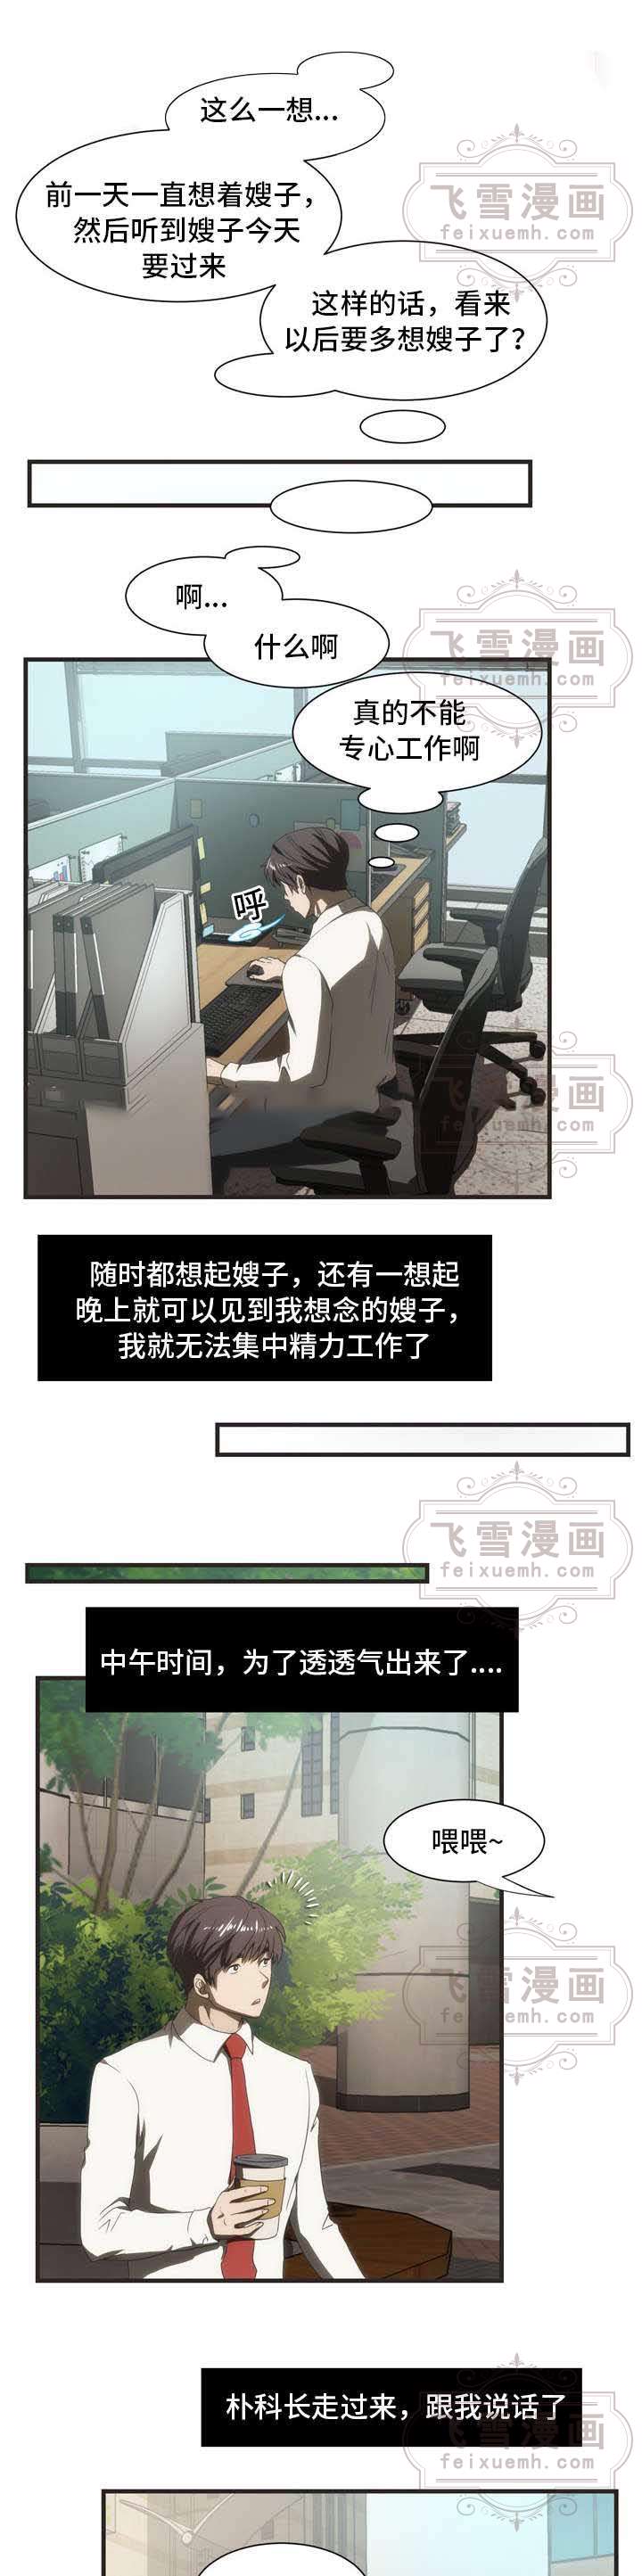 这么一想...
飞雪漫画
feixuemh.com
前一天一直想着嫂子，
然后听到嫂子今天
要过来
这样的话，看来
以后要多想嫂子了？
啊...
什么啊
飞雪漫画
feixuemh.com
真的不能
专心工作啊
呼
飞雪漫画
feixuemh.com
随时都想起嫂子，还有一想起
晚上就可以见到我想念的嫂子，
我就无法集中精力工作了
飞雪漫画
feixuemh.com
中午时间，为了透透气出来了....
喂喂~
飞雪漫画
feixuemh.com
朴科长走过来，跟我说话了
飞雪漫画
feixuemh.com